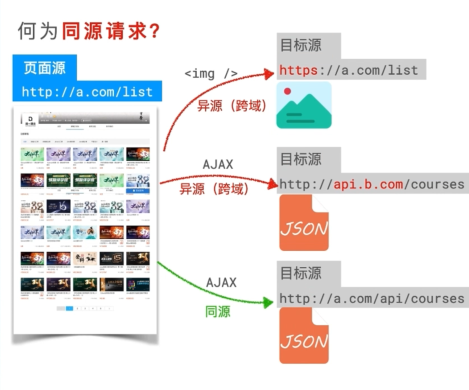 何为同源请求?
页面源
http://a.com/list
<img />
异源（跨域）
目标源
https://a.com/list
AJAX
异源（跨域）
目标源
http://api.b.com/courses
JSON
AJAX
同源
目标源
http://a.com/api/courses
JSON